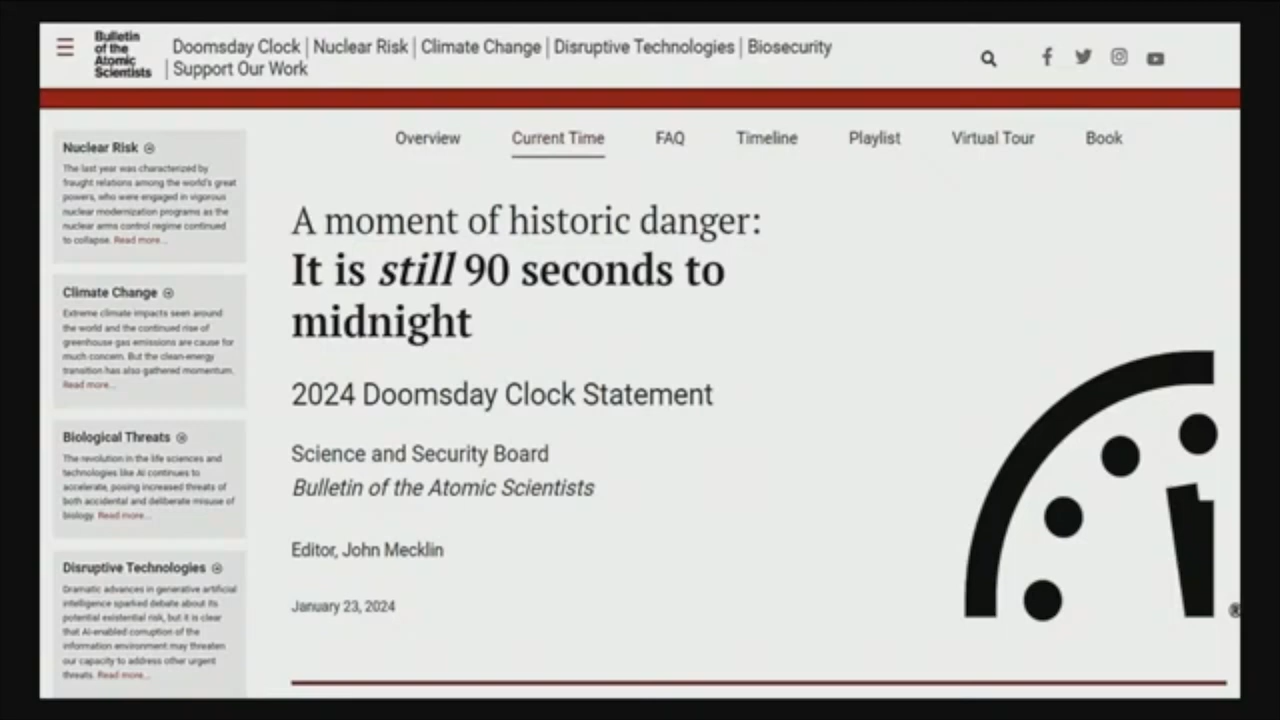 Bulletin
of the
Atomic
Scientists
Doomsday Clock | Nuclear Risk | Climate Change | Disruptive Technologies | Biosecurity
| Support Our Work
Overview Current Time FAQ Timeline Playlist Virtual Tour Book
Nuclear Risk
The last year was characterized by
fraught relations among the world's great
powers, who were engaged in vigorous
nuclear modernization programs as the
nuclear arms control regime continued
to collapse. Read more...
Climate Change
Extreme climate impacts seen around
the world and the continued rise of
greenhouse gas emissions are cause for
much concern. But the clean-energy
transition has also gathered momentum.
Read more...
Biological Threats
The revolution in the life sciences and
technologies like AI continues to
accelerate, posing increased threats of
both accidental and deliberate misuse of
biology. Read more...
Disruptive Technologies
Dramatic advances in generative artificial
intelligence sparked debate about its
potential existential risk, but it is clear
that AI-enabled corruption of the
information environment may threaten
our capacity to address other urgent
threats. Read more...
A moment of historic danger:
It is still 90 seconds to
midnight
2024 Doomsday Clock Statement
Science and Security Board
Bulletin of the Atomic Scientists
Editor, John Mecklin
January 23, 2024
®